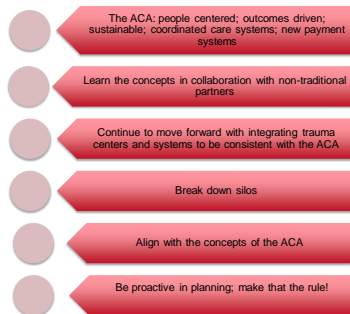 The ACA: people centered; outcomes driven;
sustainable; coordinated care systems; new payment
systems
Learn the concepts in collaboration with non-traditional
partners
Continue to move forward with integrating trauma
centers and systems to be consistent with the ACA
Break down silos
Align with the concepts of the ACA
Be proactive in planning; make that the rule!